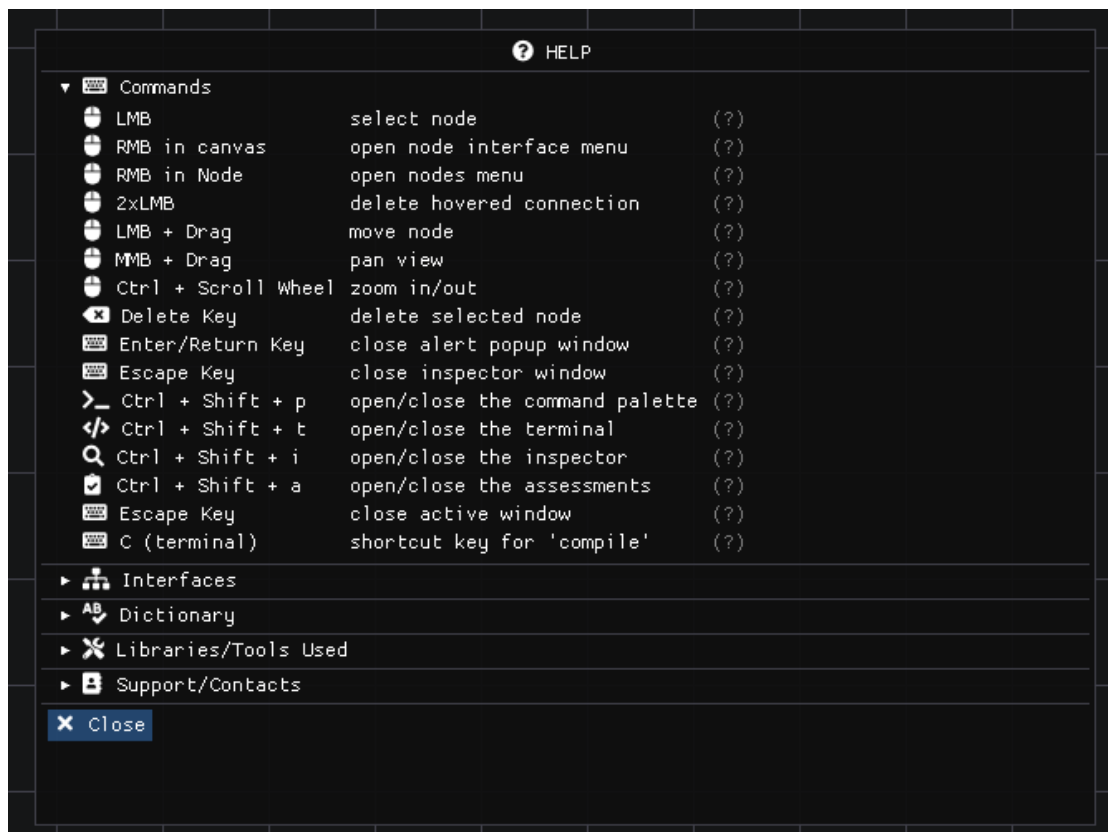 HELP
Commands
LMB select node (?)
RMB in canvas open node interface menu (?)
RMB in Node open nodes menu (?)
2xLMB delete hovered connection (?)
LMB + Drag move node (?)
MMB + Drag pan view (?)
Ctrl + Scroll Wheel zoom in/out (?)
Delete Key delete selected node (?)
Enter/Return Key close alert popup window (?)
Escape Key close inspector window (?)
Ctrl + Shift + p open/close the command palette (?)
Ctrl + Shift + t open/close the terminal (?)
Ctrl + Shift + i open/close the inspector (?)
Ctrl + Shift + a open/close the assessments (?)
Escape Key close active window (?)
C (terminal) shortcut key for 'compile' (?)
Interfaces
Dictionary
Libraries/Tools Used
Support/Contacts
Close